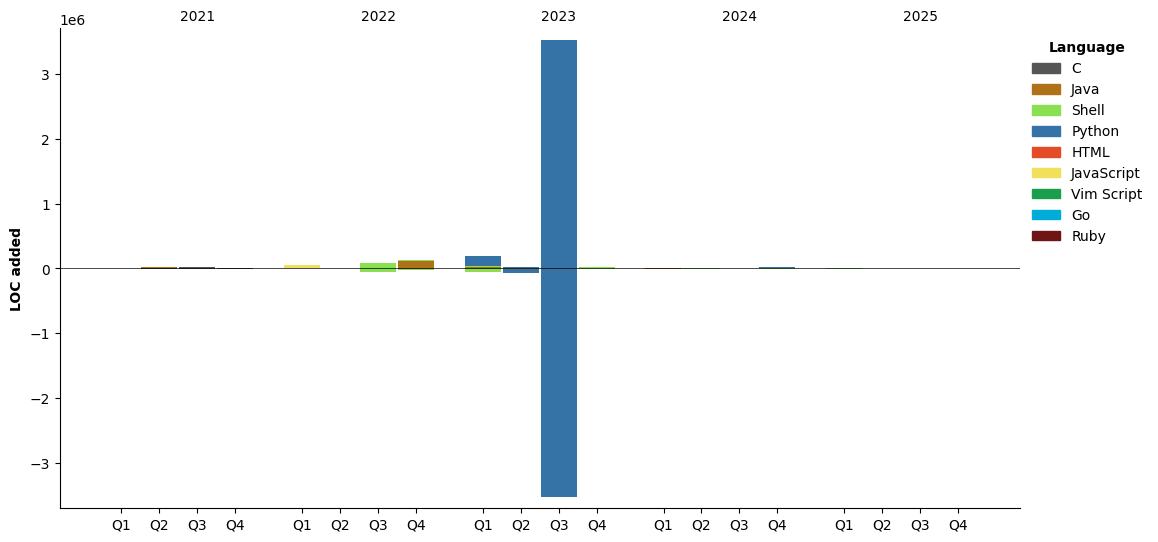 2021 2022 2023 2024 2025
1e6
Language
C
Java
Shell
Python
HTML
JavaScript
Vim Script
Go
Ruby
3
2
1
0
−1
−2
−3
LOC added
Q1 Q2 Q3 Q4 Q1 Q2 Q3 Q4 Q1 Q2 Q3 Q4 Q1 Q2 Q3 Q4 Q1 Q2 Q3 Q4